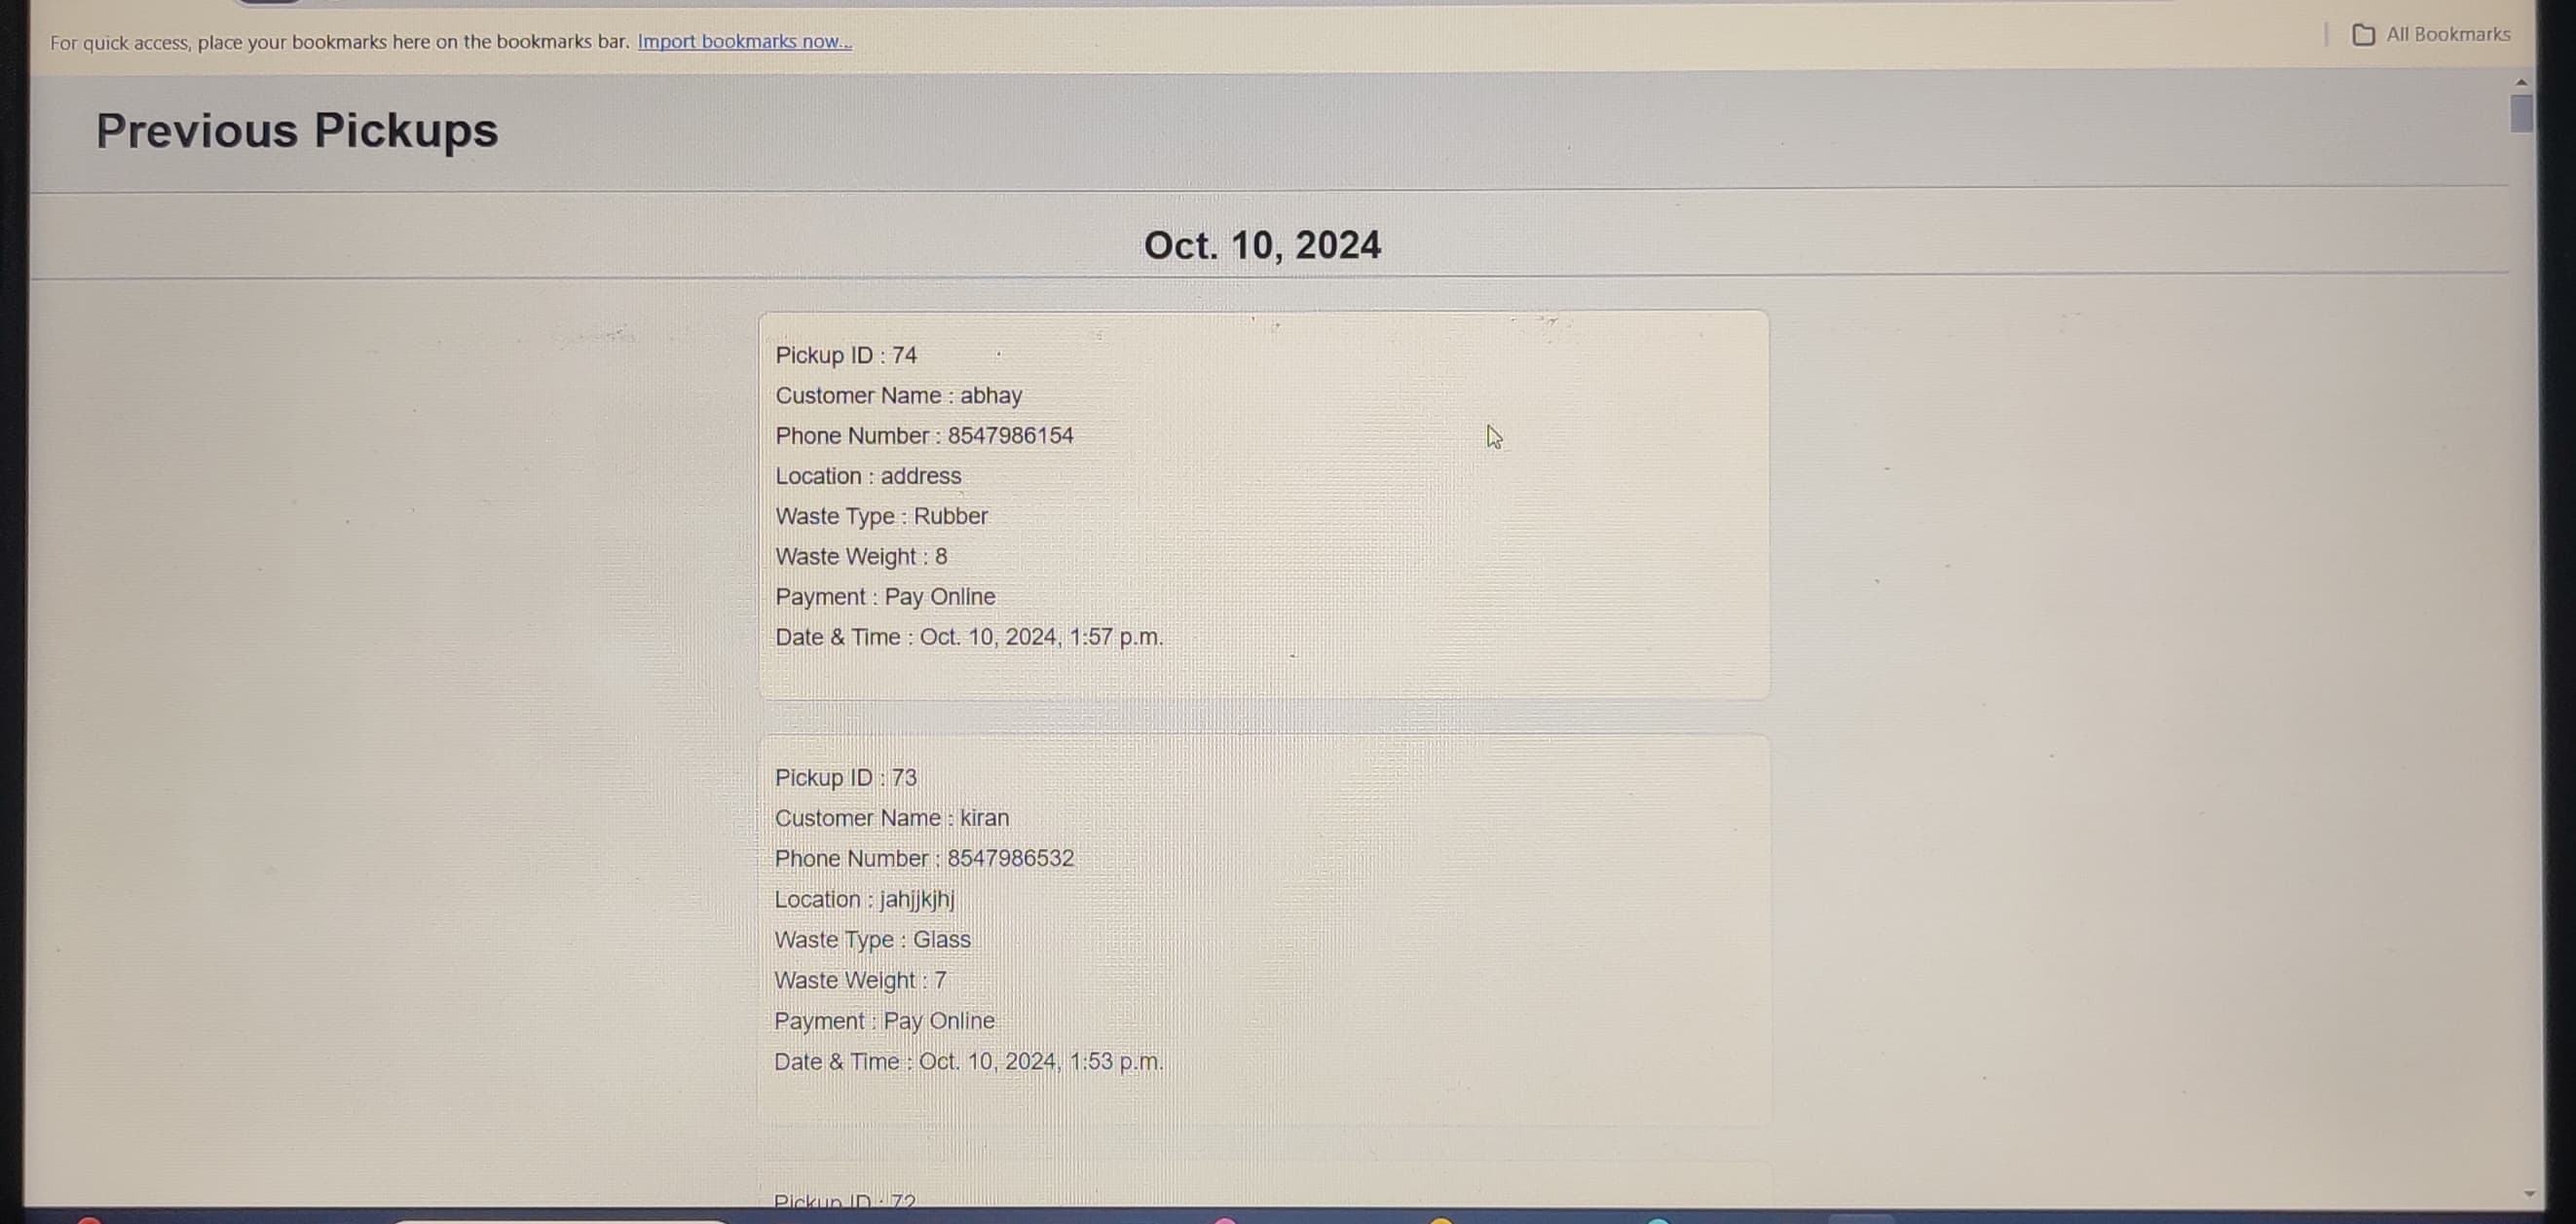 For quick access, place your bookmarks here on the bookmarks bar. Import bookmarks now...
All Bookmarks
Previous Pickups
Oct. 10, 2024
Pickup ID : 74
Customer Name : abhay
Phone Number : 8547986154
Location : address
Waste Type : Rubber
Waste Weight : 8
Payment : Pay Online
Date & Time : Oct. 10, 2024, 1:57 p.m.
Pickup ID : 73
Customer Name : kiran
Phone Number : 8547986532
Location : jahjjkjhj
Waste Type : Glass
Waste Weight : 7
Payment : Pay Online
Date & Time : Oct. 10, 2024, 1:53 p.m.
Pickup ID : 72